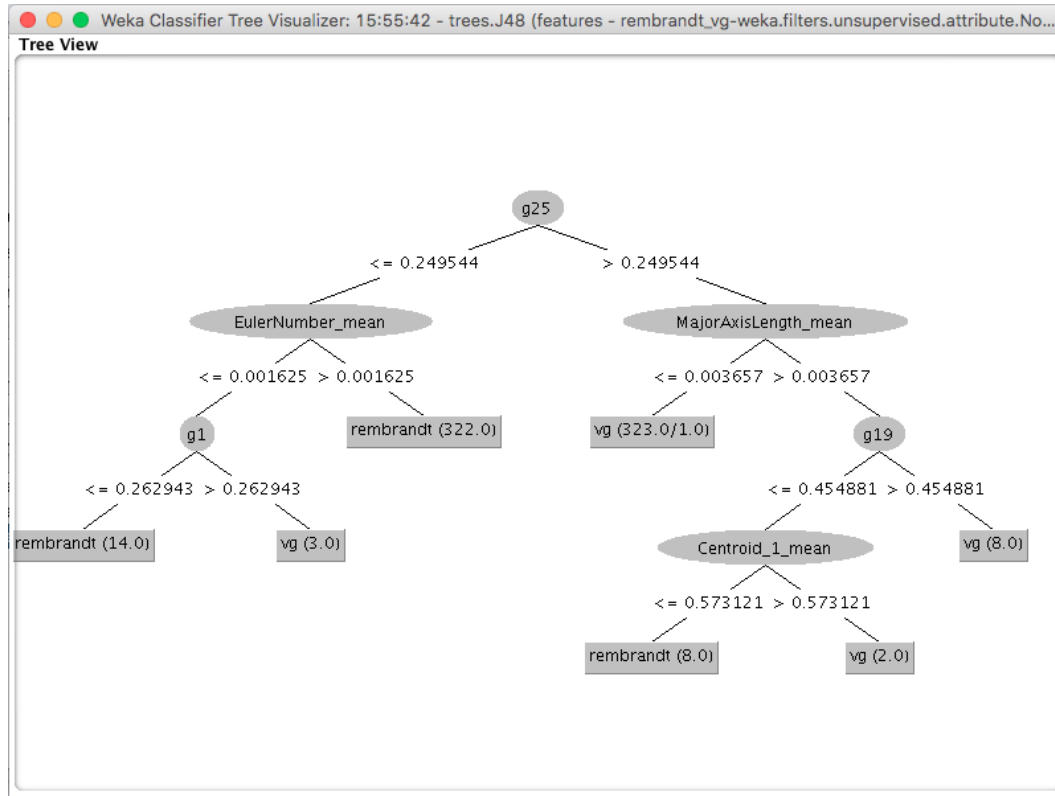 Weka Classifier Tree Visualizer: 15:55:42 - trees.J48 (features - rembrandt_vg-weka.filters.unsupervised.attribute.No...
Tree View
g25
<= 0.249544 > 0.249544
EulerNumber_mean MajorAxisLength_mean
<= 0.001625 > 0.001625 <= 0.003657 > 0.003657
g1 rembrandt (322.0) vg (323.0/1.0) g19
<= 0.262943 > 0.262943 <= 0.454881 > 0.454881
rembrandt (14.0) vg (3.0) Centroid_1_mean vg (8.0)
<= 0.573121 > 0.573121
rembrandt (8.0) vg (2.0)